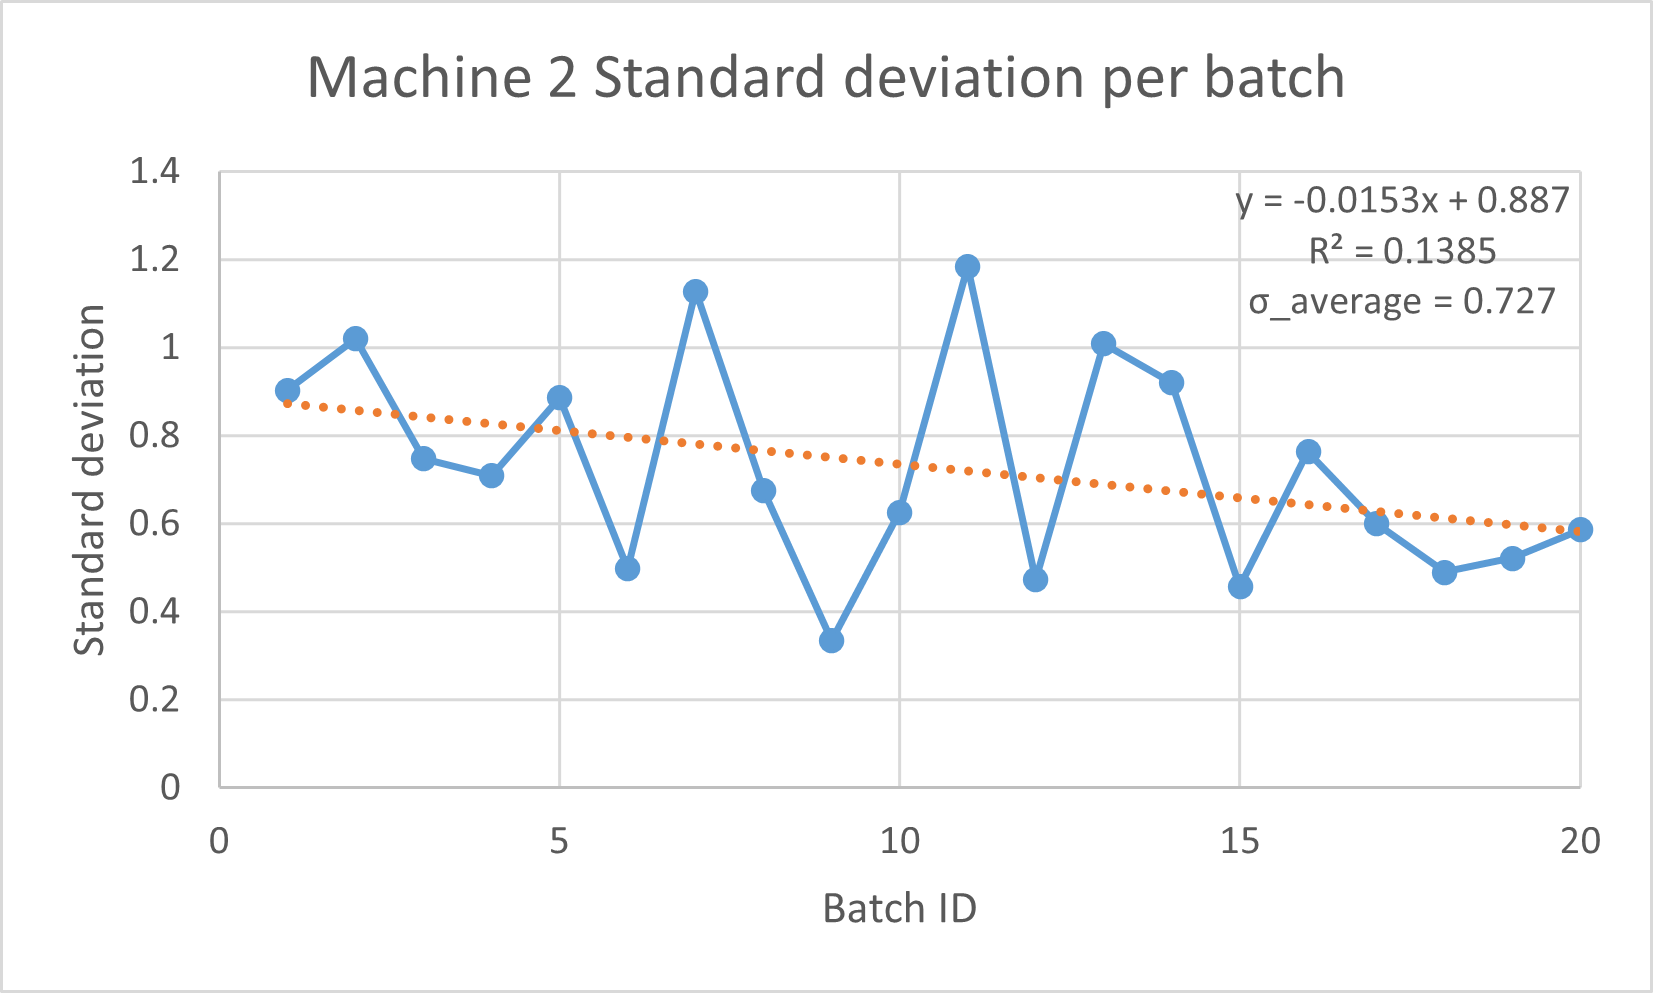 Machine 2 Standard deviation per batch
y = -0.0153x + 0.887
R² = 0.1385
σ_average = 0.727
Standard deviation
1.4
1.2
1
0.8
0.6
0.4
0.2
0
0 5 10 15 20
Batch ID